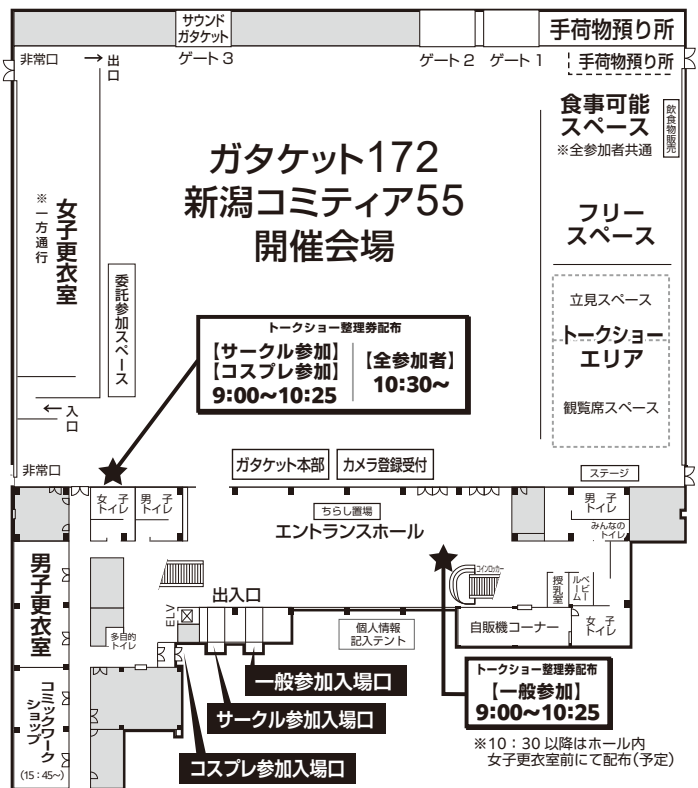 サウンド
ガタケット
手荷物預り所
非常口
→出口
ゲート3
ゲート2
ゲート1
手荷物預り所
食事可能
スペース
※全参加者共通
飲食物販売
ガタケット172
新潟コミティア55
開催会場
女子更衣室
※一方通行
フリー
スペース
委託参加スペース
立見スペース
トークショー
エリア
観覧席スペース
トークショー整理券配布
【サークル参加】
【コスプレ参加】
9:00~10:25
【全参加者】
10:30~
←入口
非常口
ガタケット本部
カメラ登録受付
ステージ
女子
トイレ
男子
トイレ
ちらし置場
エントランスホール
男子
トイレ
みんなの
トイレ
男子更衣室
多目的
トイレ
ELV
出入口
コインロッカー
授乳室
ベビー
ルーム
個人情報
記入テント
自販機コーナー
女子
トイレ
コミックワーク
ショップ
(15:45~)
一般参加入場口
サークル参加入場口
コスプレ参加入場口
トークショー整理券配布
【一般参加】
9:00~10:25
※10:30以降はホール内
女子更衣室前にて配布(予定)